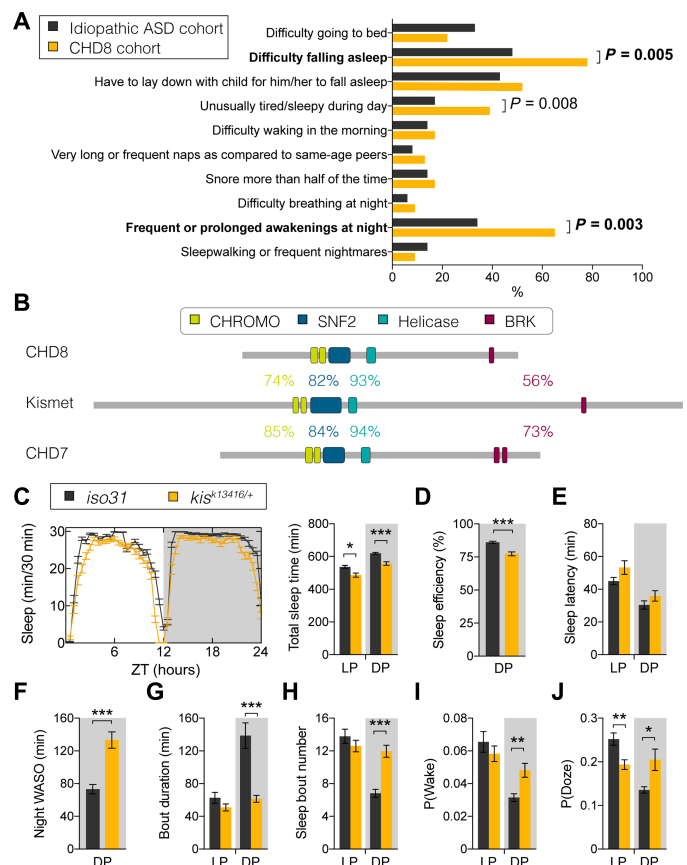 A
Idiopathic ASD cohort
CHD8 cohort
Difficulty going to bed
Difficulty falling asleep
P = 0.005
Have to lay down with child for him/her to fall asleep
Unusually tired/sleepy during day
P = 0.008
Difficulty waking in the morning
Very long or frequent naps as compared to same-age peers
Snore more than half of the time
Difficulty breathing at night
Frequent or prolonged awakenings at night
P = 0.003
Sleepwalking or frequent nightmares
0 20 40 60 80 100
%
B
CHROMO SNF2 Helicase BRK
CHD8
74% 82% 93% 56%
Kismet
85% 84% 94% 73%
CHD7
C
iso31 kisk13416/+
Sleep (min/30 min)
30
20
10
0
6 12 18 24
ZT (hours)
Total sleep time (min)
800
600
400
200
0
* ***
LP DP
D
Sleep efficiency (%)
100
75
50
25
0
***
DP
E
Sleep latency (min)
80
60
40
20
0
LP DP
F
Night WASO (min)
160
120
80
40
0
***
DP
G
Bout duration (min)
160
120
80
40
0
***
LP DP
H
Sleep bout number
18
15
12
9
6
3
0
***
LP DP
I
P(Wake)
0.08
0.06
0.04
0.02
0
**
LP DP
J
P(Doze)
0.3
0.2
0.1
0
** *
LP DP